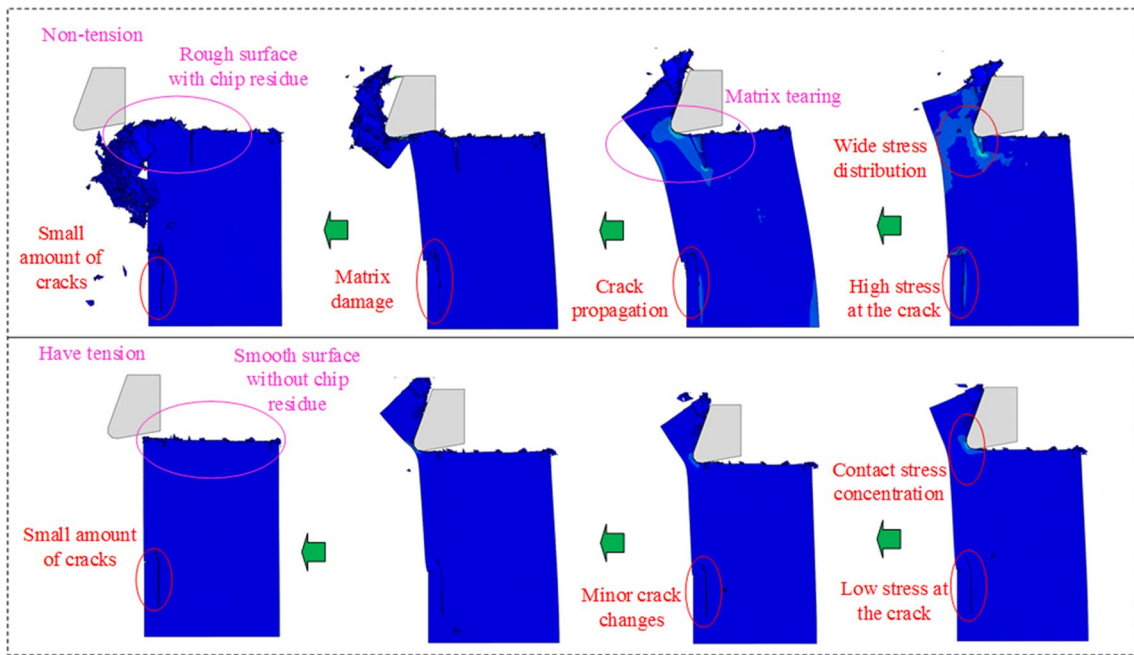 Non-tension
Rough surface
with chip residue
Small
amount of
cracks
Matrix
damage
Matrix tearing
Crack
propagation
Wide stress
distribution
High stress
at the crack
Have tension
Smooth surface
without chip
residue
Small amount
of cracks
Minor crack
changes
Contact stress
concentration
Low stress at
the crack